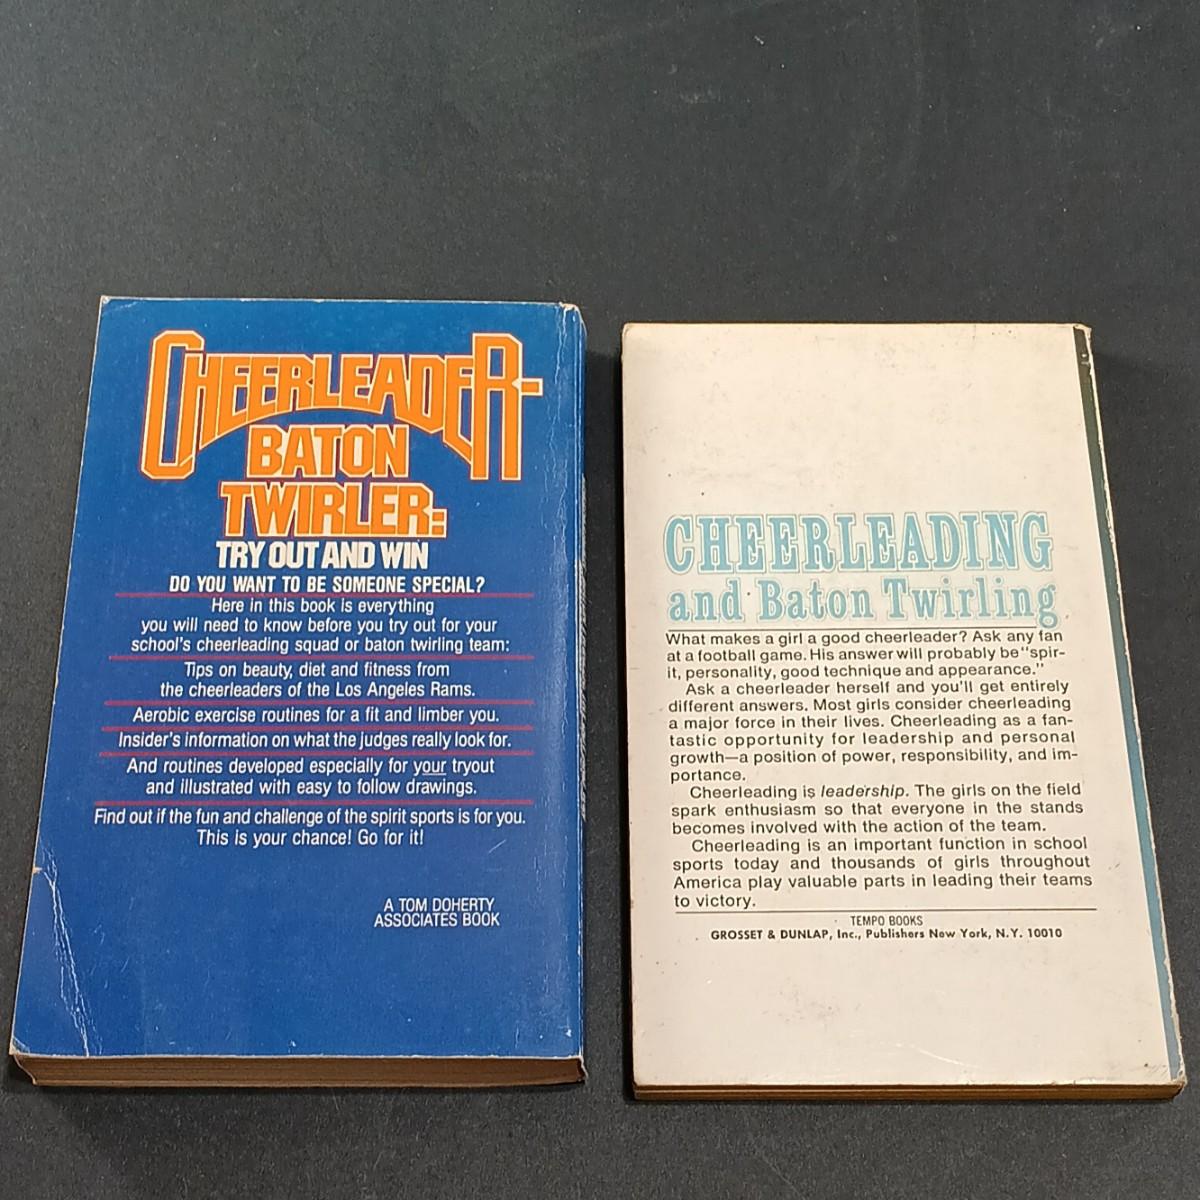 CHEERLEADER-
BATON
TWIRLER:
TRY OUT AND WIN
DO YOU WANT TO BE SOMEONE SPECIAL?
Here in this book is everything
you will need to know before you try out for your
school's cheerleading squad or baton twirling team:
Tips on beauty, diet and fitness from
the cheerleaders of the Los Angeles Rams.
Aerobic exercise routines for a fit and limber you.
Insider's information on what the judges really look for.
And routines developed especially for your tryout
and illustrated with easy to follow drawings.
Find out if the fun and challenge of the spirit sports is for you.
This is your chance! Go for it!
A TOM DOHERTY
ASSOCIATES BOOK
CHEERLEADING
and Baton Twirling
What makes a girl a good cheerleader? Ask any fan
at a football game. His answer will probably be "spir-
it, personality, good technique and appearance."
Ask a cheerleader herself and you'll get entirely
different answers. Most girls consider cheerleading
a major force in their lives. Cheerleading as a fan-
tastic opportunity for leadership and personal
growth—a position of power, responsibility, and im-
portance.
Cheerleading is leadership. The girls on the field
spark enthusiasm so that everyone in the stands
becomes involved with the action of the team.
Cheerleading is an important function in school
sports today and thousands of girls throughout
America play valuable parts in leading their teams
to victory.
TEMPO BOOKS
GROSSET & DUNLAP, Inc., Publishers New York, N.Y. 10010